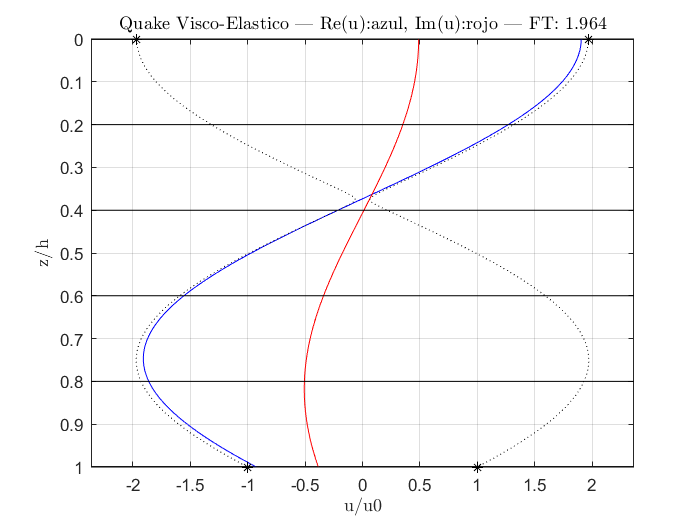 Quake Visco-Elastico — Re(u):azul, Im(u):rojo — FT: 1.964
0
0.1
0.2
0.3
0.4
0.5
0.6
0.7
0.8
0.9
1
z/h
-2 -1.5 -1 -0.5 0 0.5 1 1.5 2
u/u0